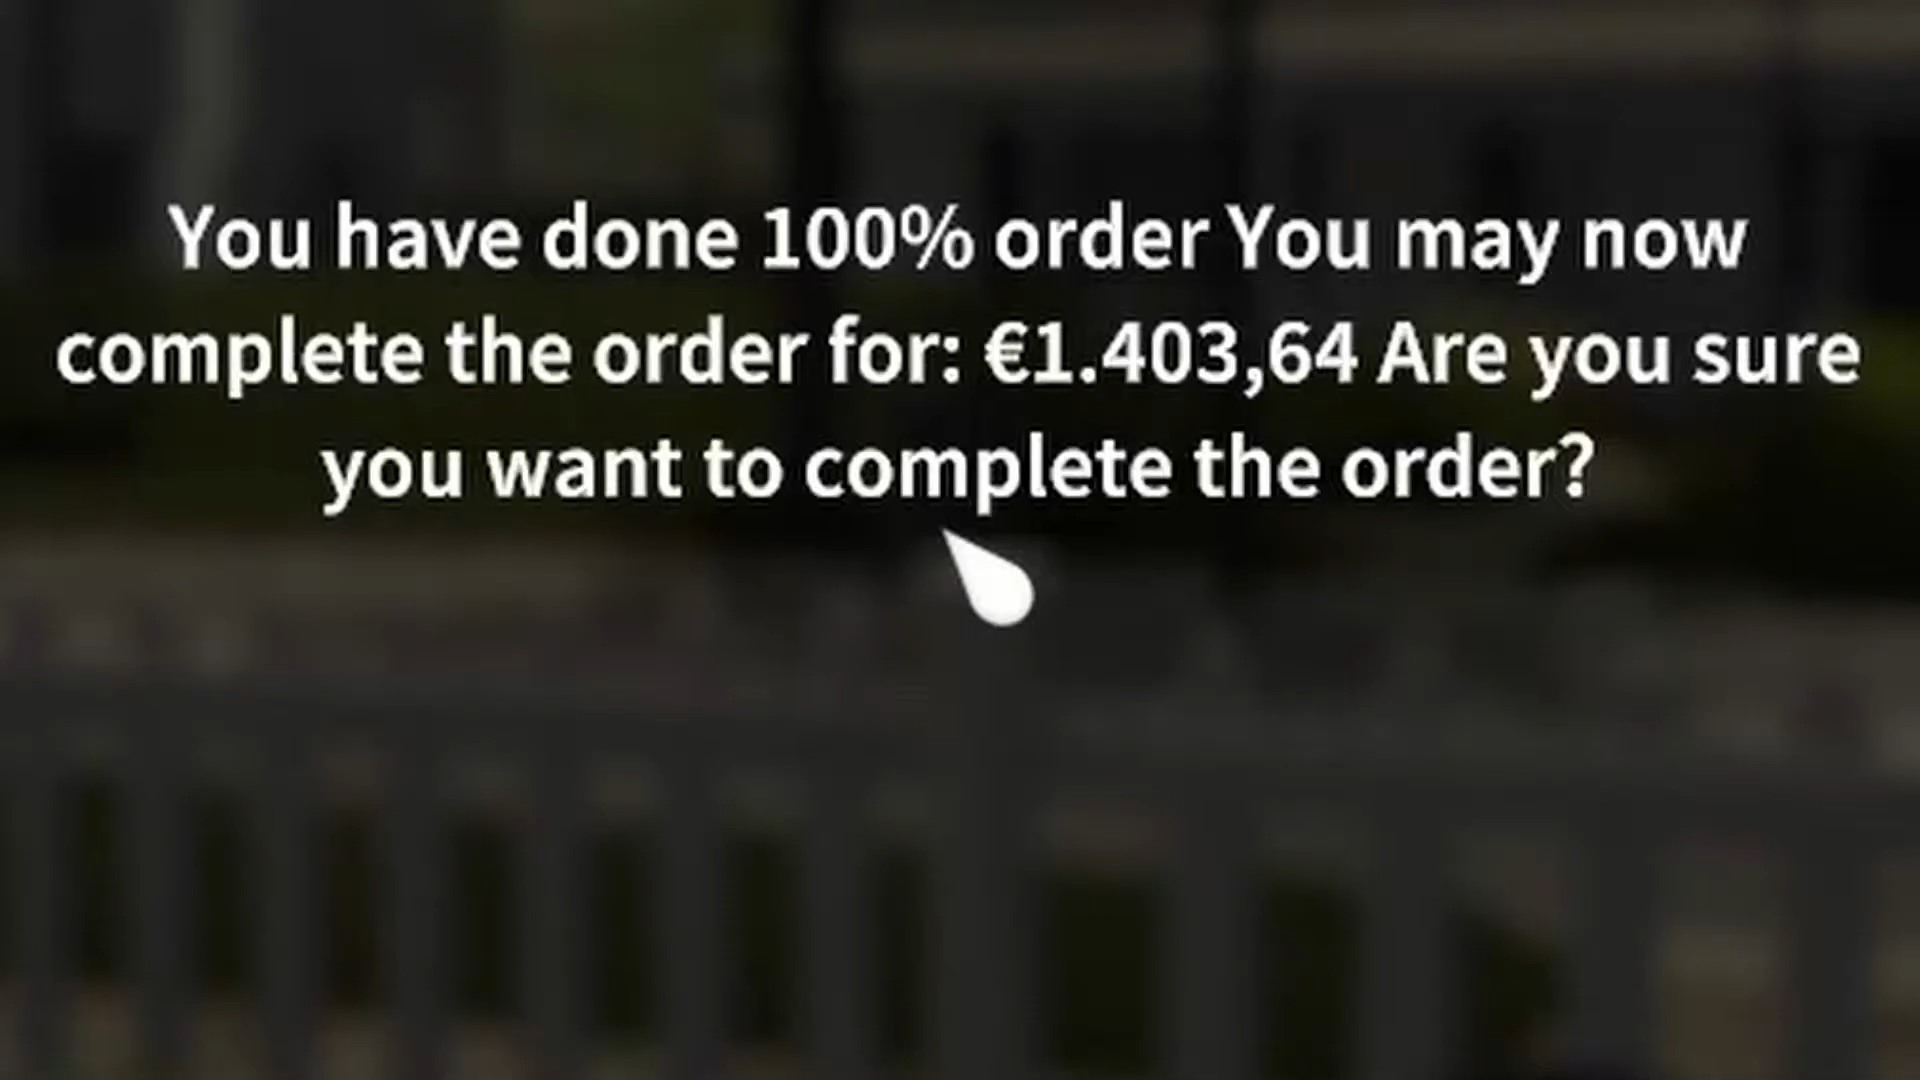 You have done 100% order You may now
complete the order for: €1.403,64 Are you sure
you want to complete the order?